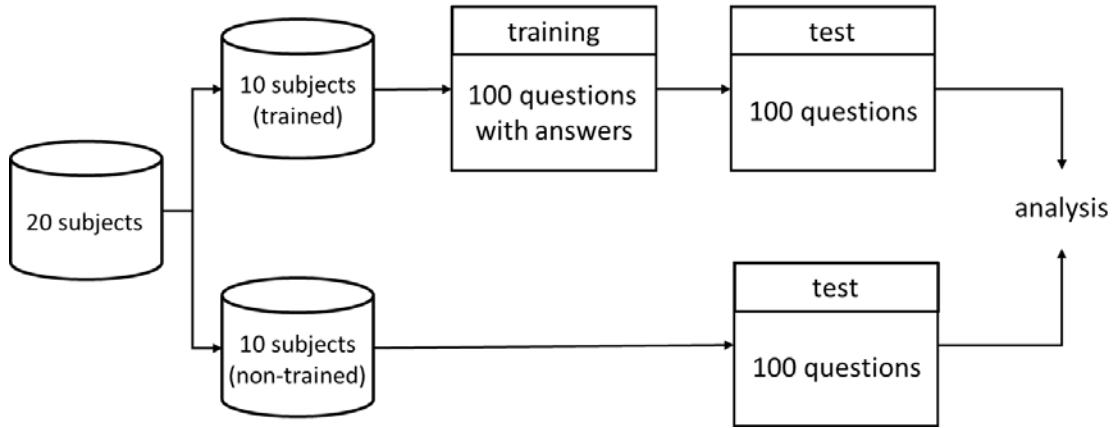 20 subjects
10 subjects
(trained)
training
100 questions
with answers
test
100 questions
10 subjects
(non-trained)
test
100 questions
analysis